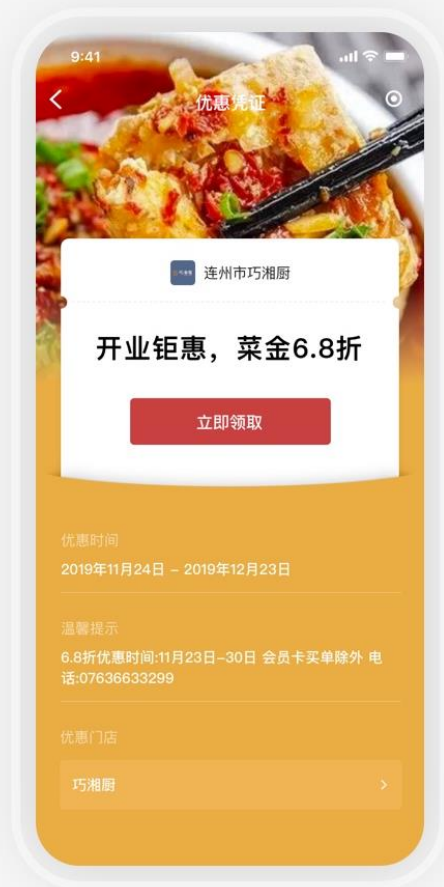 9:41
优惠凭证
连州市巧湘厨
开业钜惠，菜金6.8折
立即领取
优惠时间
2019年11月24日 – 2019年12月23日
温馨提示
6.8折优惠时间:11月23日–30日 会员卡买单除外 电
话:07636633299
优惠门店
巧湘厨